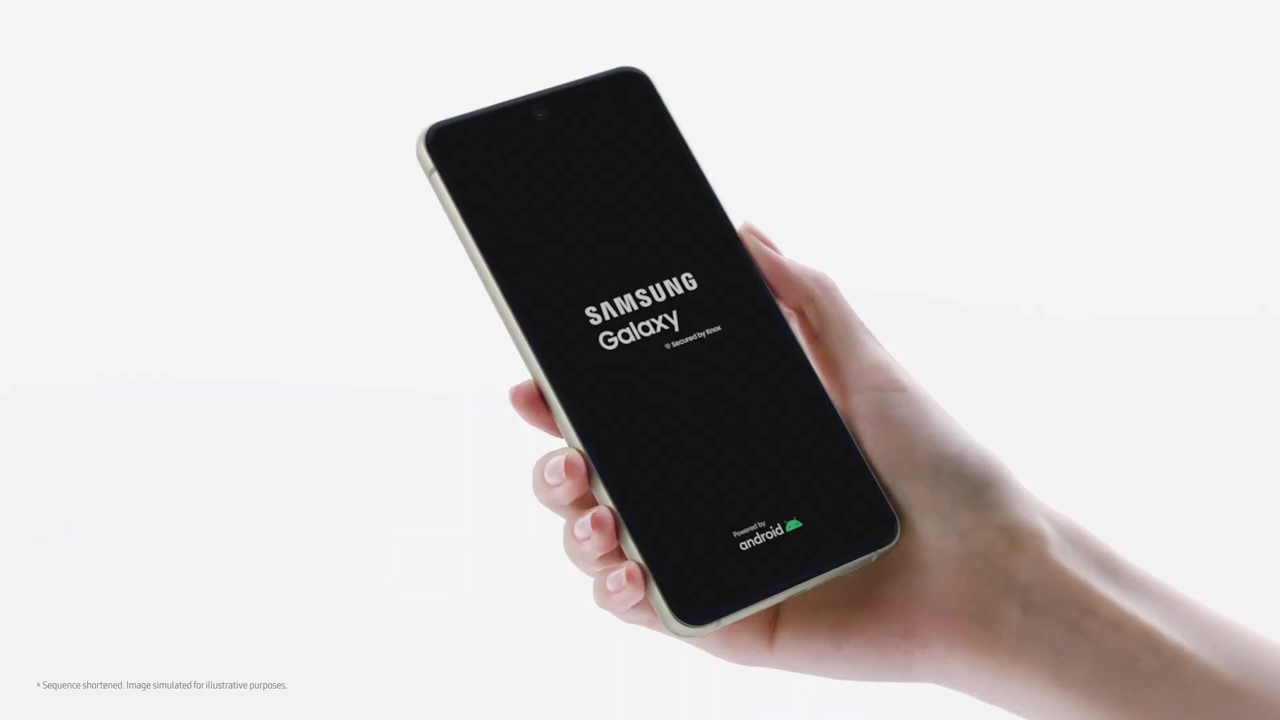 SAMSUNG
Galaxy
Secured by Knox
Powered by
android
* Sequence shortened. Image simulated for illustrative purposes.